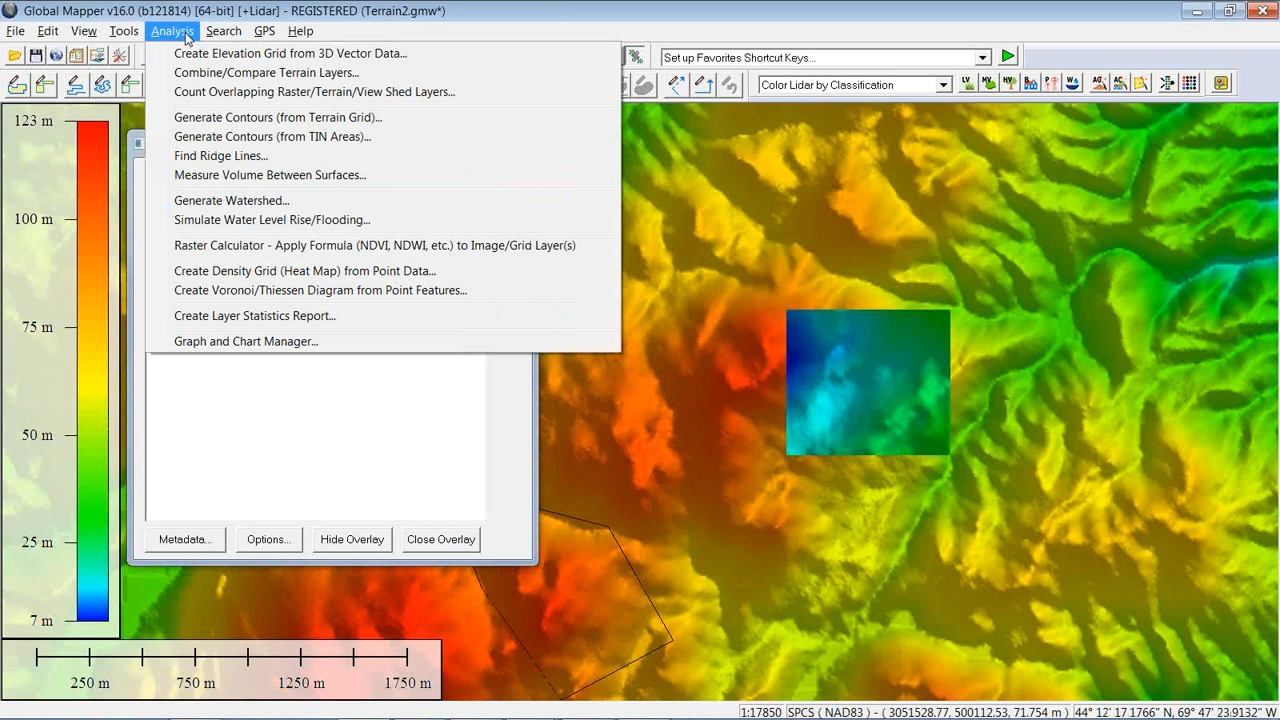 Global Mapper v16.0 (b121814) [64-bit] [+Lidar] - REGISTERED (Terrain2.gmw*)
File Edit View Tools Analysis Search GPS Help
Set up Favorites Shortcut Keys...
Color Lidar by Classification
Create Elevation Grid from 3D Vector Data...
Combine/Compare Terrain Layers...
Count Overlapping Raster/Terrain/View Shed Layers...
Generate Contours (from Terrain Grid)...
Generate Contours (from TIN Areas)...
Find Ridge Lines...
Measure Volume Between Surfaces...
Generate Watershed...
Simulate Water Level Rise/Flooding...
Raster Calculator - Apply Formula (NDVI, NDWI, etc.) to Image/Grid Layer(s)
Create Density Grid (Heat Map) from Point Data...
Create Voronoi/Thiessen Diagram from Point Features...
Create Layer Statistics Report...
Graph and Chart Manager...
123 m
100 m
75 m
50 m
25 m
7 m
Metadata... Options... Hide Overlay Close Overlay
250 m 750 m 1250 m 1750 m
1:17850 SPCS ( NAD83 ) - ( 3051528.77, 500112.53, 71.754 m ) 44° 12' 17.1766" N, 69° 47' 23.9132" W